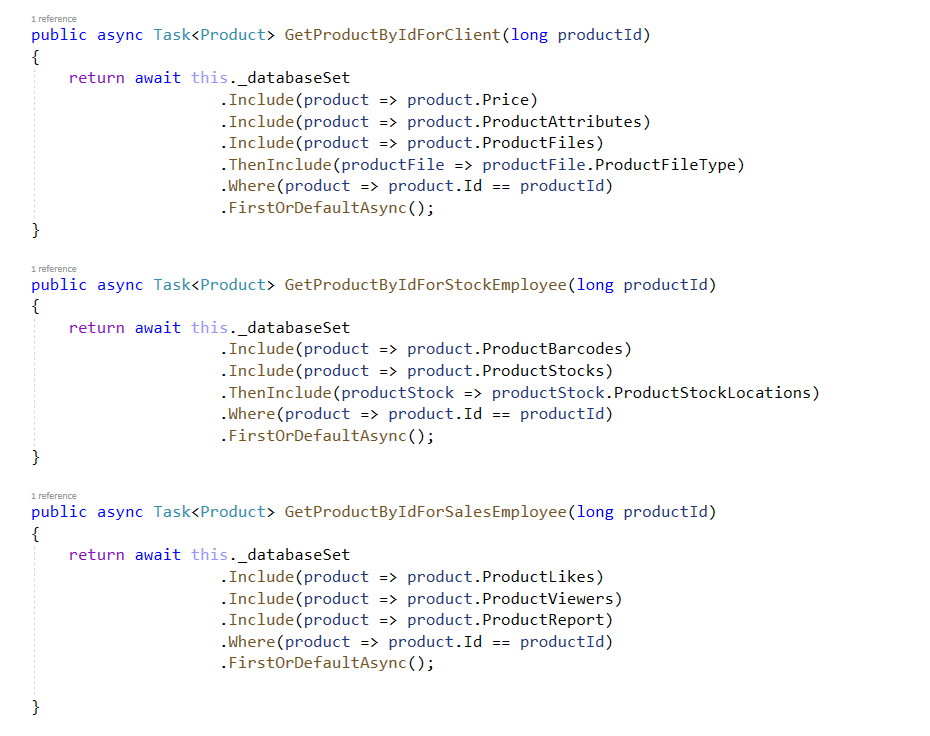 1 reference
public async Task<Product> GetProductByIdForClient(long productId)
{
return await this._databaseSet
.Include(product => product.Price)
.Include(product => product.ProductAttributes)
.Include(product => product.ProductFiles)
.ThenInclude(productFile => productFile.ProductFileType)
.Where(product => product.Id == productId)
.FirstOrDefaultAsync();
}
1 reference
public async Task<Product> GetProductByIdForStockEmployee(long productId)
{
return await this._databaseSet
.Include(product => product.ProductBarcodes)
.Include(product => product.ProductStocks)
.ThenInclude(productStock => productStock.ProductStockLocations)
.Where(product => product.Id == productId)
.FirstOrDefaultAsync();
}
1 reference
public async Task<Product> GetProductByIdForSalesEmployee(long productId)
{
return await this._databaseSet
.Include(product => product.ProductLikes)
.Include(product => product.ProductViewers)
.Include(product => product.ProductReport)
.Where(product => product.Id == productId)
.FirstOrDefaultAsync();
}